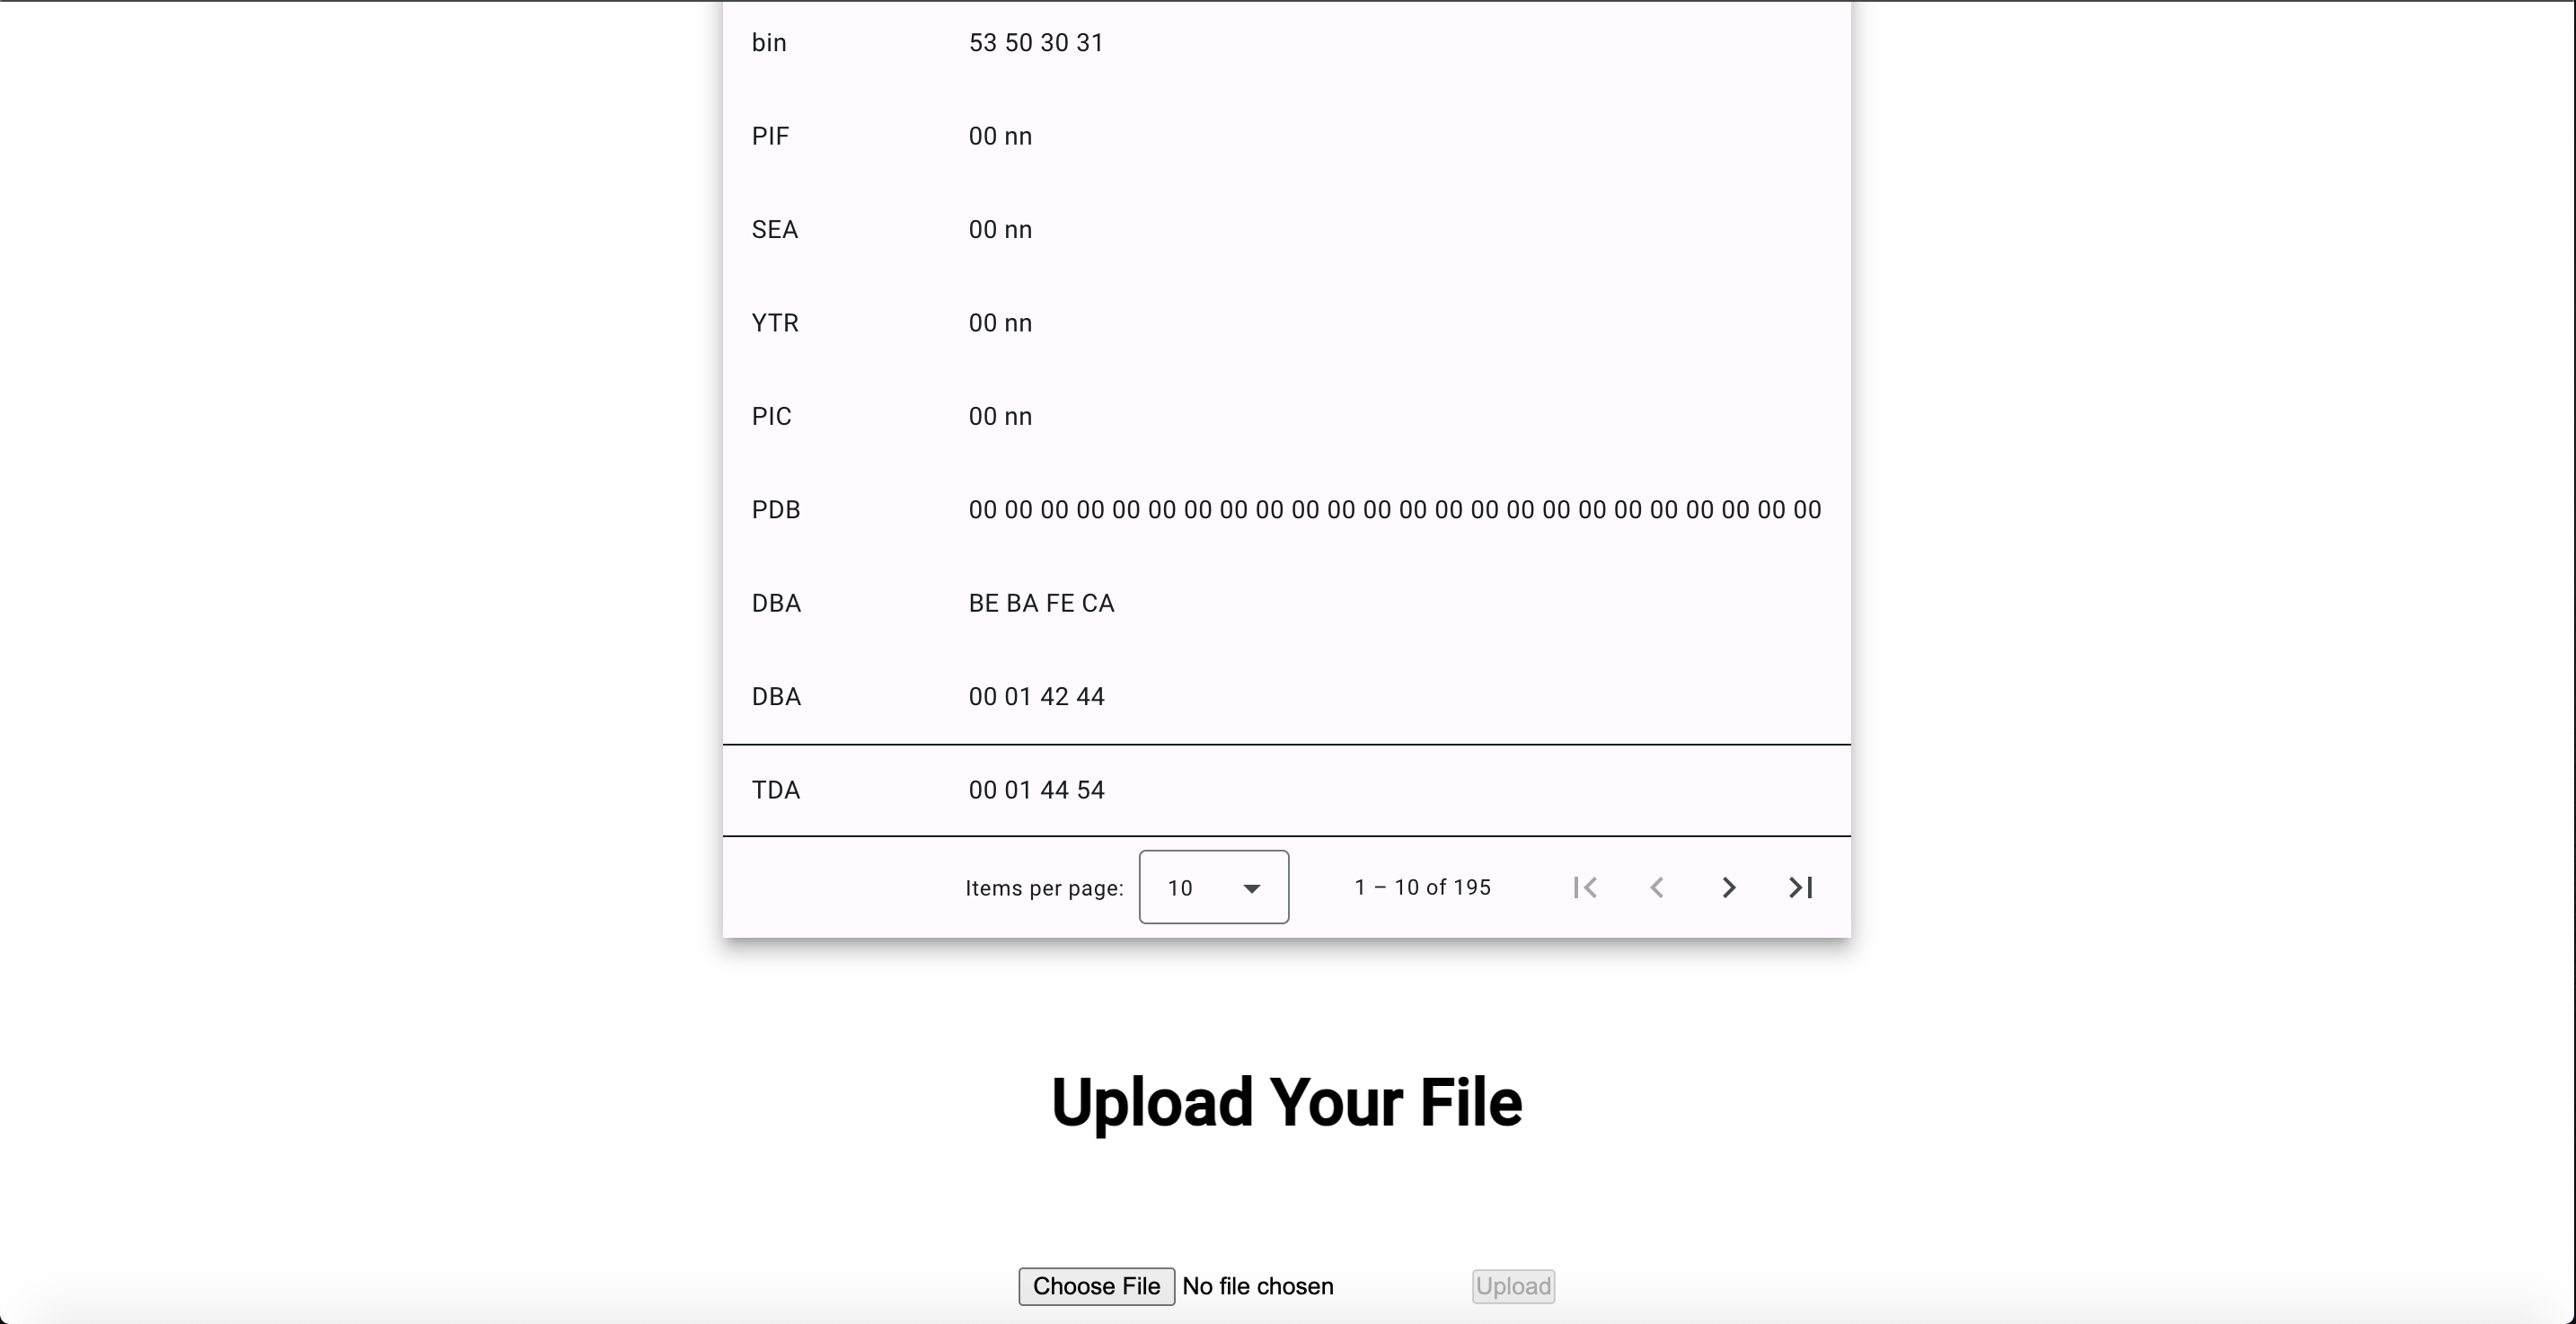 bin 53 50 30 31
PIF 00 nn
SEA 00 nn
YTR 00 nn
PIC 00 nn
PDB 00 00 00 00 00 00 00 00 00 00 00 00 00 00 00 00 00 00 00 00 00 00 00 00
DBA BE BA FE CA
DBA 00 01 42 44
TDA 00 01 44 54
Items per page: 10 1 – 10 of 195
Upload Your File
Choose File No file chosen Upload